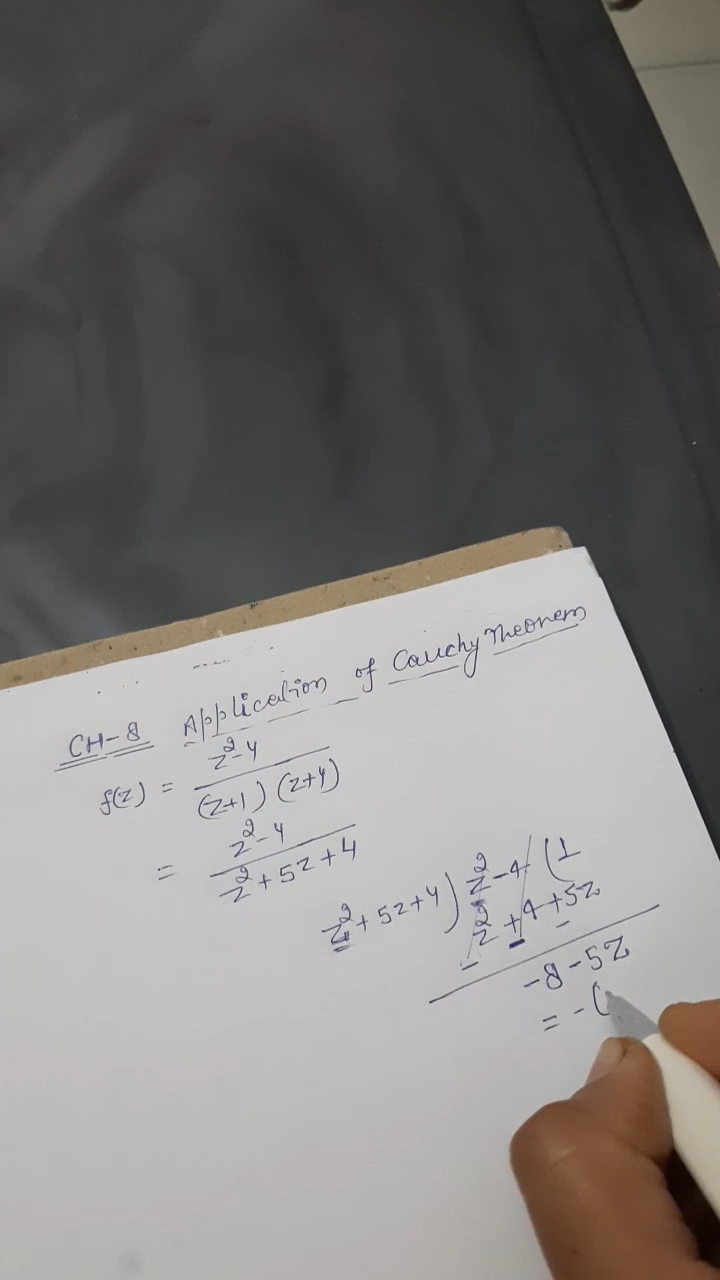 CH-8 Application of Cauchy Theorem
f(z) = z²-4 / (z+1) (z+4)
= z²-4 / z²+5z+4
z²+5z+4 ) z²-4 ( 1
z²+4+5z
- - -
-8-5z
= -(